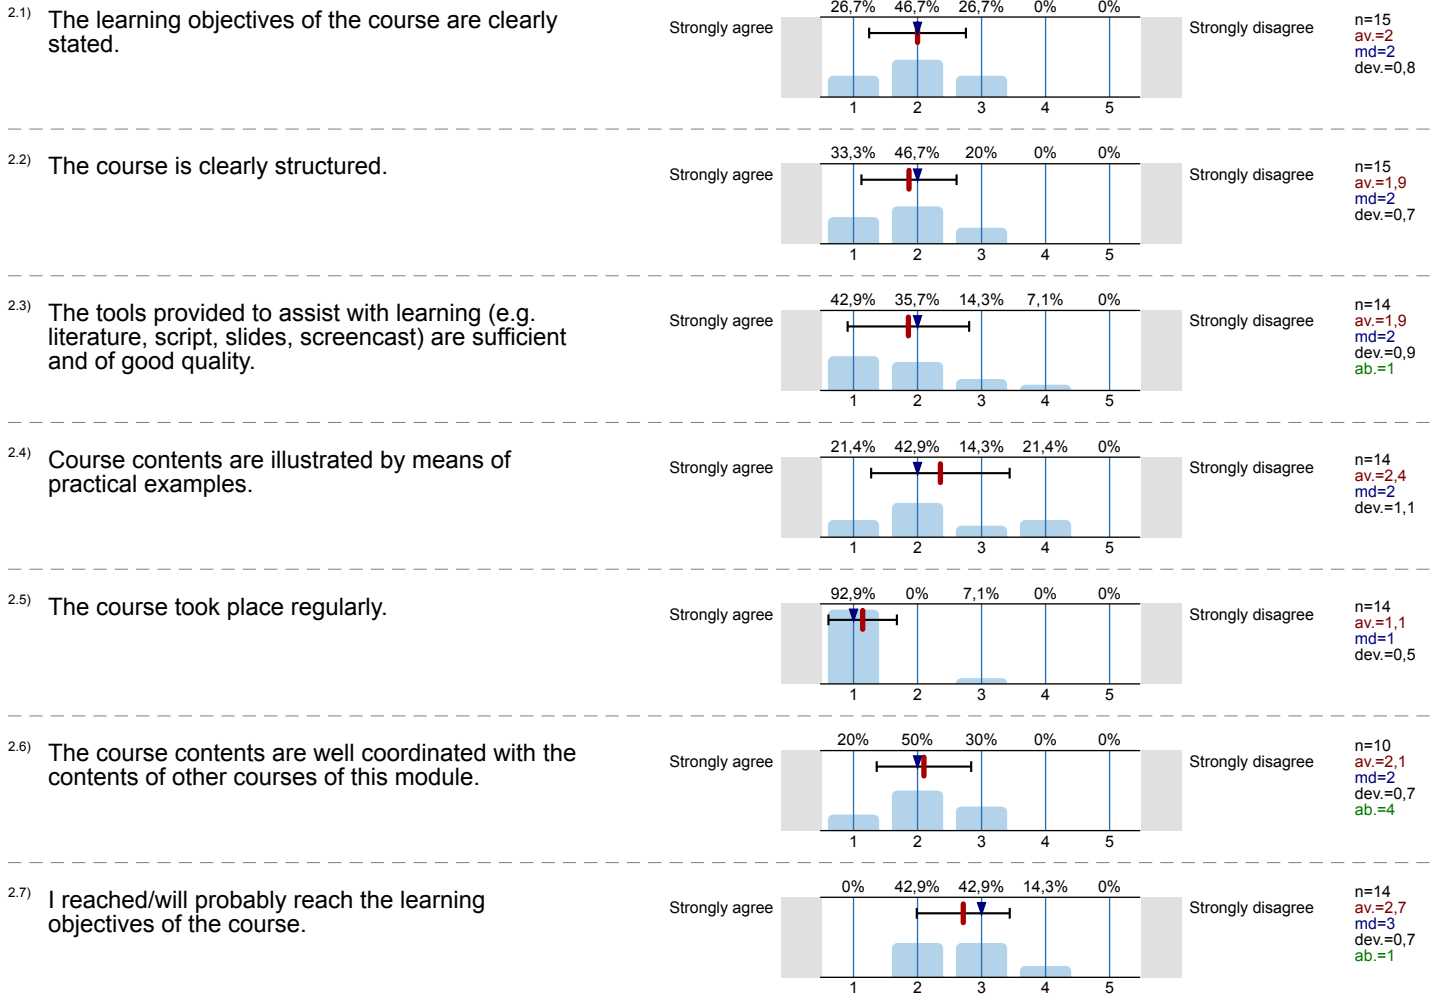 2.1) The learning objectives of the course are clearly
stated.
26,7% 46,7% 26,7% 0% 0%
Strongly agree Strongly disagree
1 2 3 4 5
n=15
av.=2
md=2
dev.=0,8
2.2) The course is clearly structured.
33,3% 46,7% 20% 0% 0%
Strongly agree Strongly disagree
1 2 3 4 5
n=15
av.=1,9
md=2
dev.=0,7
2.3) The tools provided to assist with learning (e.g.
literature, script, slides, screencast) are sufficient
and of good quality.
42,9% 35,7% 14,3% 7,1% 0%
Strongly agree Strongly disagree
1 2 3 4 5
n=14
av.=1,9
md=2
dev.=0,9
ab.=1
2.4) Course contents are illustrated by means of
practical examples.
21,4% 42,9% 14,3% 21,4% 0%
Strongly agree Strongly disagree
1 2 3 4 5
n=14
av.=2,4
md=2
dev.=1,1
2.5) The course took place regularly.
92,9% 0% 7,1% 0% 0%
Strongly agree Strongly disagree
1 2 3 4 5
n=14
av.=1,1
md=1
dev.=0,5
2.6) The course contents are well coordinated with the
contents of other courses of this module.
20% 50% 30% 0% 0%
Strongly agree Strongly disagree
1 2 3 4 5
n=10
av.=2,1
md=2
dev.=0,7
ab.=4
2.7) I reached/will probably reach the learning
objectives of the course.
0% 42,9% 42,9% 14,3% 0%
Strongly agree Strongly disagree
1 2 3 4 5
n=14
av.=2,7
md=3
dev.=0,7
ab.=1